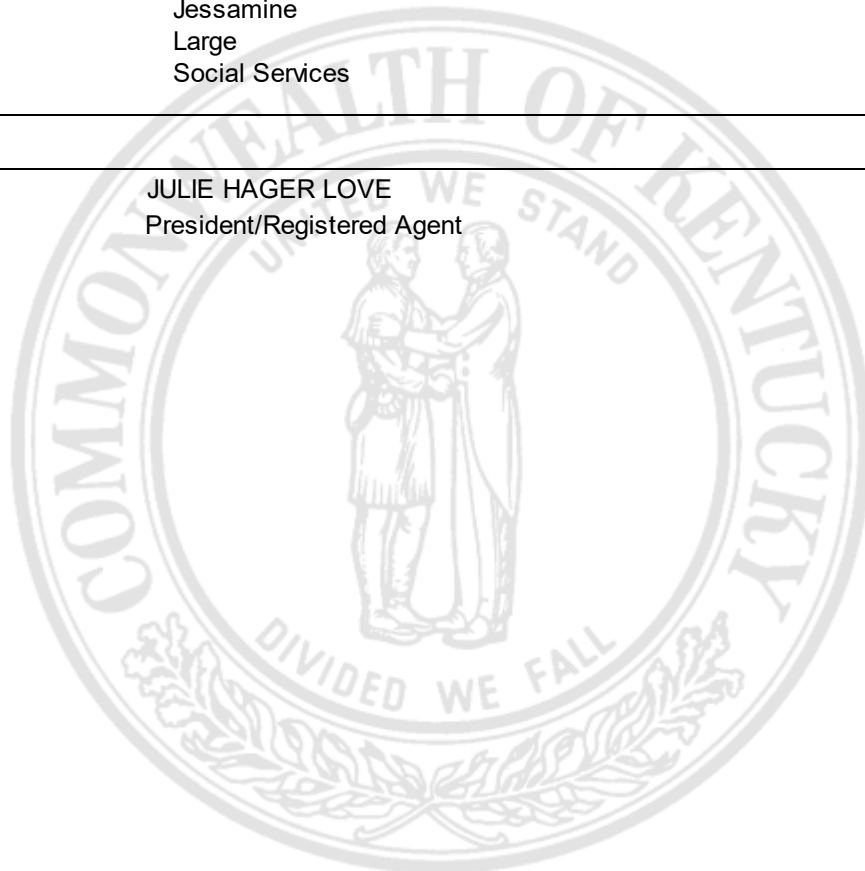 Jessamine
Large
Social Services
JULIE HAGER LOVE
President/Registered Agent
COMMONWEALTH OF KENTUCKY
UNITED WE STAND
DIVIDED WE FALL